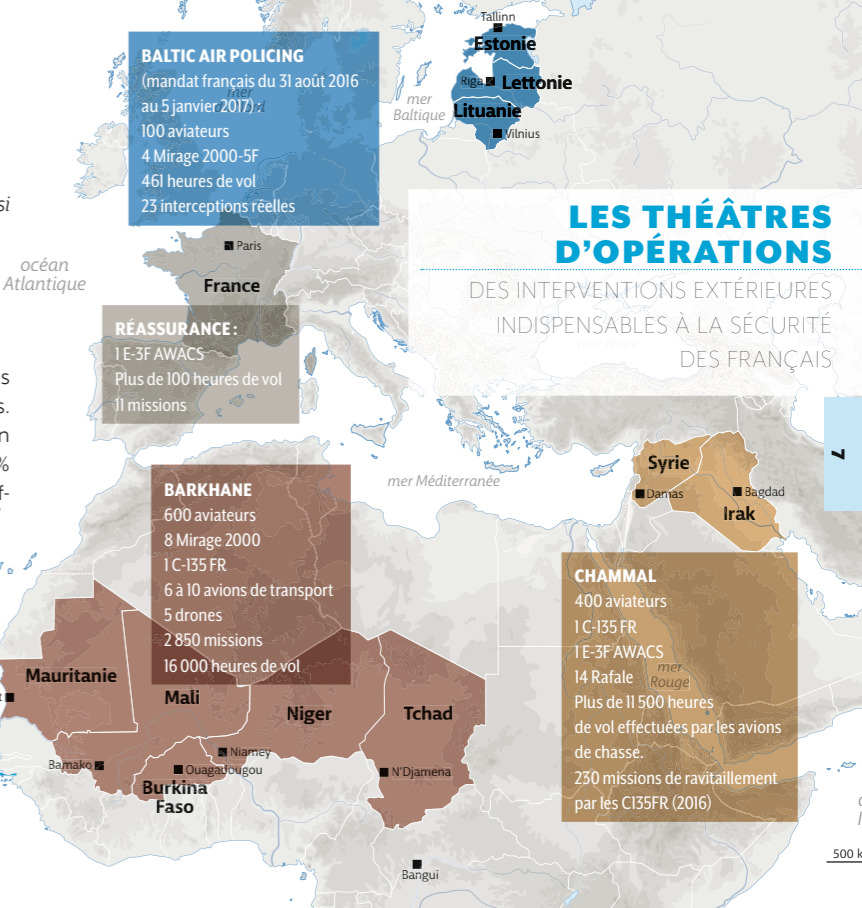 Tallinn
Estonie
Riga
Lettonie
Lituanie
Vilnius
mer
Baltique
BALTIC AIR POLICING
(mandat français du 31 août 2016
au 5 janvier 2017) :
100 aviateurs
4 Mirage 2000-5F
461 heures de vol
23 interceptions réelles
si
LES THÉÂTRES
D’OPÉRATIONS
DES INTERVENTIONS EXTÉRIEURES
INDISPENSABLES À LA SÉCURITÉ
DES FRANÇAIS
océan
Atlantique
Paris
France
RÉASSURANCE :
1 E-3F AWACS
Plus de 100 heures de vol
11 missions
s
s.
n
%
f-
7
mer Méditerranée
Syrie
Damas
Bagdad
Irak
BARKHANE
600 aviateurs
8 Mirage 2000
1 C-135 FR
6 à 10 avions de transport
5 drones
2 850 missions
16 000 heures de vol
CHAMMAL
400 aviateurs
1 C-135 FR
1 E-3F AWACS
14 Rafale
Plus de 11 500 heures
de vol effectuées par les avions
de chasse.
230 missions de ravitaillement
par les C135FR (2016)
mer
Rouge
Mauritanie
Mali
Niger
Tchad
Bamako
Niamey
Ouagadougou
N’Djamena
Burkina
Faso
Bangui
500 k